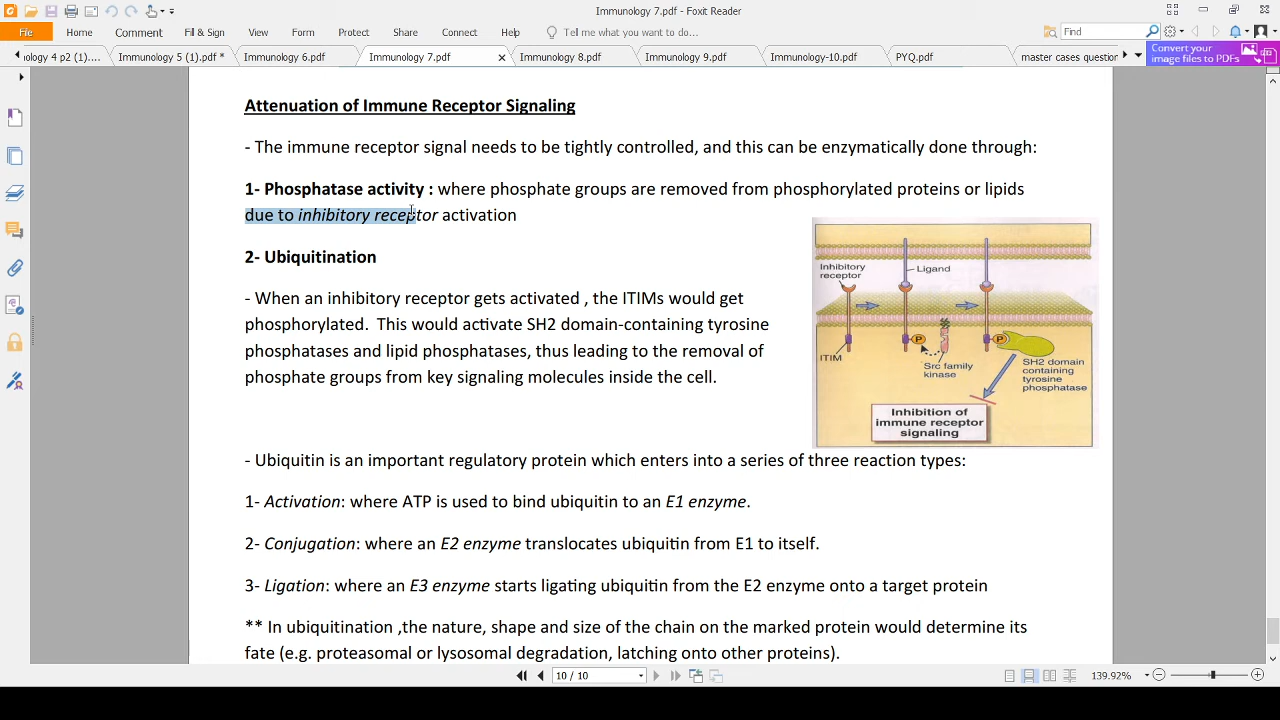 Immunology 7.pdf - Foxit Reader
File Home Comment View Form Fill & Sign Protect Share Connect Help Tell me what you want to do... Find
ology 4 p2 (1).... Immunology 5 (1).pdf * Immunology 6.pdf Immunology 7.pdf Immunology 8.pdf Immunology 9.pdf Immunology-10.pdf PYQ.pdf master cases question
Convert your
image files to PDFs
Attenuation of Immune Receptor Signaling
- The immune receptor signal needs to be tightly controlled, and this can be enzymatically done through:
1- Phosphatase activity : where phosphate groups are removed from phosphorylated proteins or lipids
due to inhibitory receptor activation
2- Ubiquitination
- When an inhibitory receptor gets activated , the ITIMs would get
phosphorylated. This would activate SH2 domain-containing tyrosine
phosphatases and lipid phosphatases, thus leading to the removal of
phosphate groups from key signaling molecules inside the cell.
Inhibitory
receptor
Ligand
P
P
ITIM
Src family
kinase
SH2 domain
containing
tyrosine
phosphatase
Inhibition of
immune receptor
signaling
- Ubiquitin is an important regulatory protein which enters into a series of three reaction types:
1- Activation: where ATP is used to bind ubiquitin to an E1 enzyme.
2- Conjugation: where an E2 enzyme translocates ubiquitin from E1 to itself.
3- Ligation: where an E3 enzyme starts ligating ubiquitin from the E2 enzyme onto a target protein
** In ubiquitination ,the nature, shape and size of the chain on the marked protein would determine its
fate (e.g. proteasomal or lysosomal degradation, latching onto other proteins).
10 / 10
139.92%